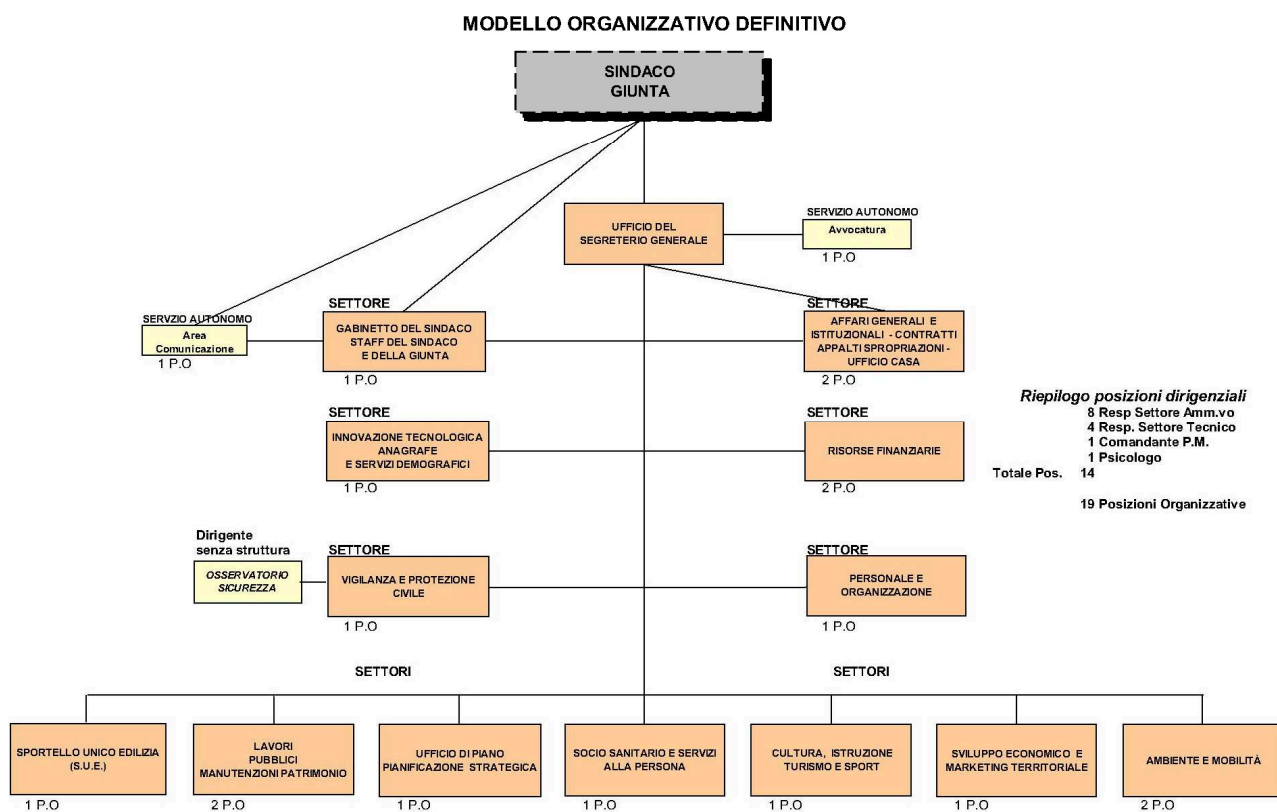 MODELLO ORGANIZZATIVO DEFINITIVO
SINDACO
GIUNTA
UFFICIO DEL
SEGRETERIO GENERALE
SERVIZIO AUTONOMO
Avvocatura
1 P.O
SERVZIO AUTONOMO
Area
Comunicazione
1 P.O
SETTORE
GABINETTO DEL SINDACO
STAFF DEL SINDACO
E DELLA GIUNTA
1 P.O
SETTORE
AFFARI GENERALI E
ISTITUZIONALI - CONTRATTI
APPALTI SPROPRIAZIONI -
UFFICIO CASA
2 P.O
SETTORE
INNOVAZIONE TECNOLOGICA
ANAGRAFE
E SERVIZI DEMOGRAFICI
1 P.O
SETTORE
RISORSE FINANZIARIE
2 P.O
Riepilogo posizioni dirigenziali
8 Resp Settore Amm.vo
4 Resp. Settore Tecnico
1 Comandante P.M.
1 Psicologo
Totale Pos. 14
19 Posizioni Organizzative
Dirigente
senza struttura
OSSERVATORIO
SICUREZZA
SETTORE
VIGILANZA E PROTEZIONE
CIVILE
1 P.O
SETTORE
PERSONALE E
ORGANIZZAZIONE
1 P.O
SETTORI
SETTORI
SPORTELLO UNICO EDILIZIA
(S.U.E.)
1 P.O
LAVORI
PUBBLICI
MANUTENZIONI PATRIMONIO
2 P.O
UFFICIO DI PIANO
PIANIFICAZIONE STRATEGICA
1 P.O
SOCIO SANITARIO E SERVIZI
ALLA PERSONA
1 P.O
CULTURA, ISTRUZIONE
TURISMO E SPORT
1 P.O
SVILUPPO ECONOMICO E
MARKETING TERRITORIALE
1 P.O
AMBIENTE E MOBILITÀ
2 P.O